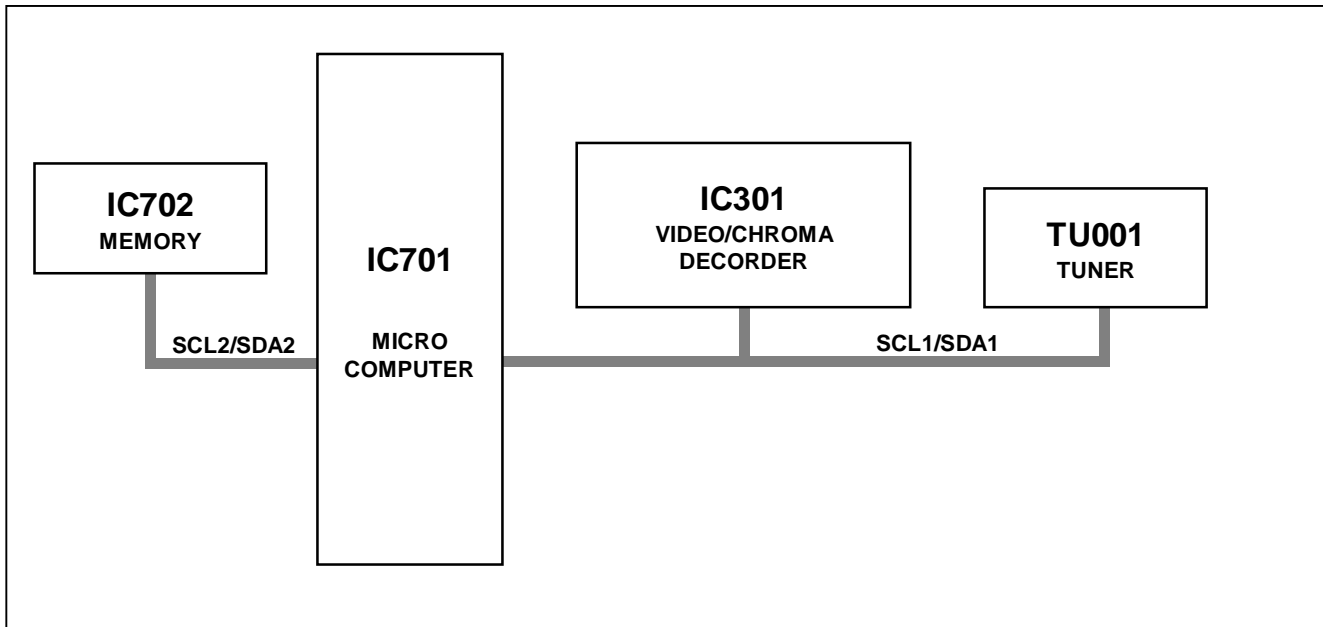 IC702
MEMORY
SCL2/SDA2
IC701
MICRO
COMPUTER
IC301
VIDEO/CHROMA
DECORDER
SCL1/SDA1
TU001
TUNER